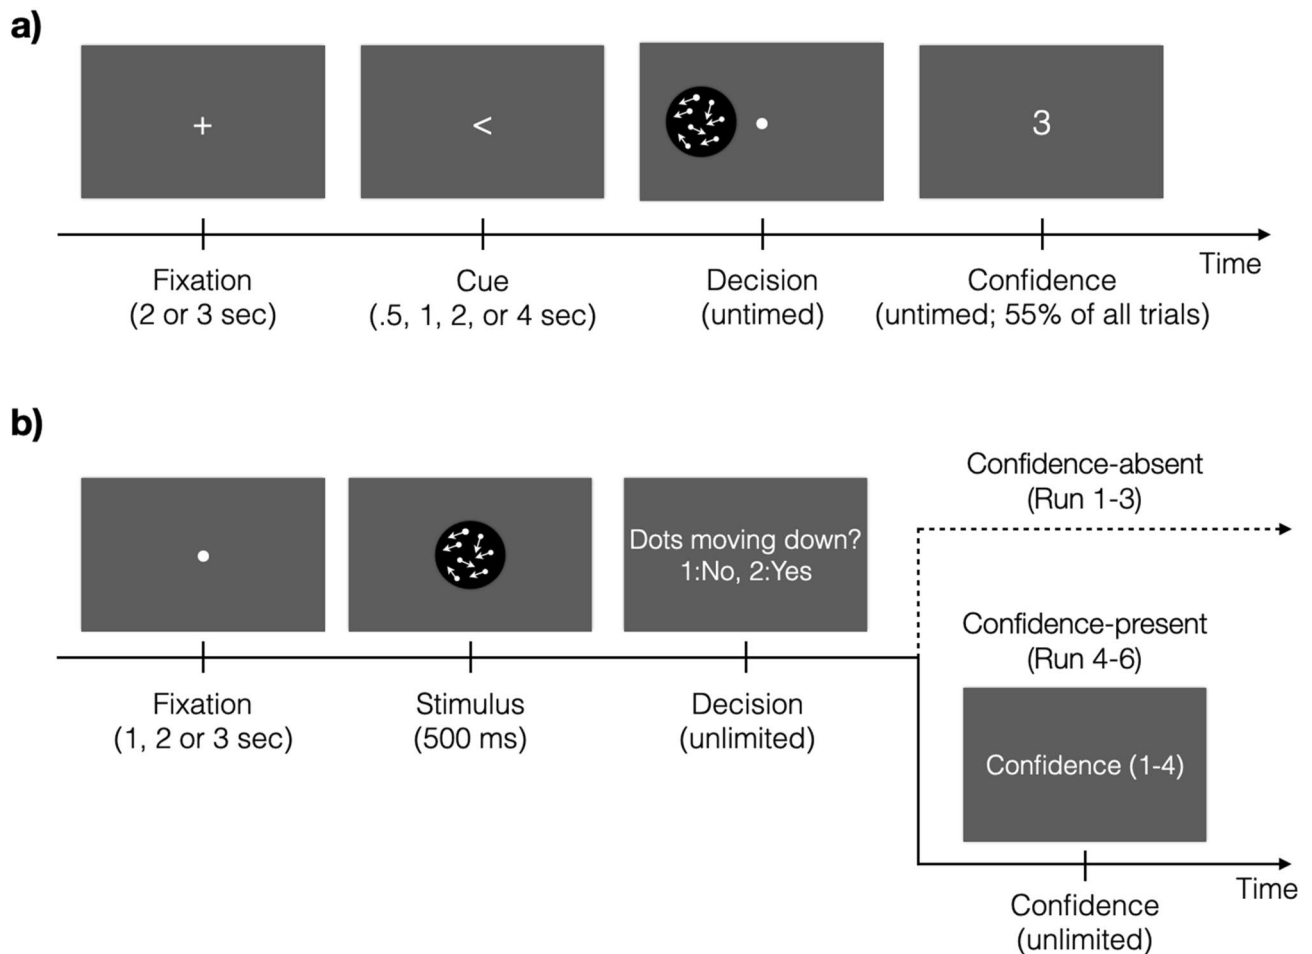 a)
+
<
3
Time
Fixation
(2 or 3 sec)
Cue
(.5, 1, 2, or 4 sec)
Decision
(untimed)
Confidence
(untimed; 55% of all trials)
b)
Dots moving down?
1:No, 2:Yes
Fixation
(1, 2 or 3 sec)
Stimulus
(500 ms)
Decision
(unlimited)
Confidence-absent
(Run 1-3)
Confidence-present
(Run 4-6)
Confidence (1-4)
Time
Confidence
(unlimited)